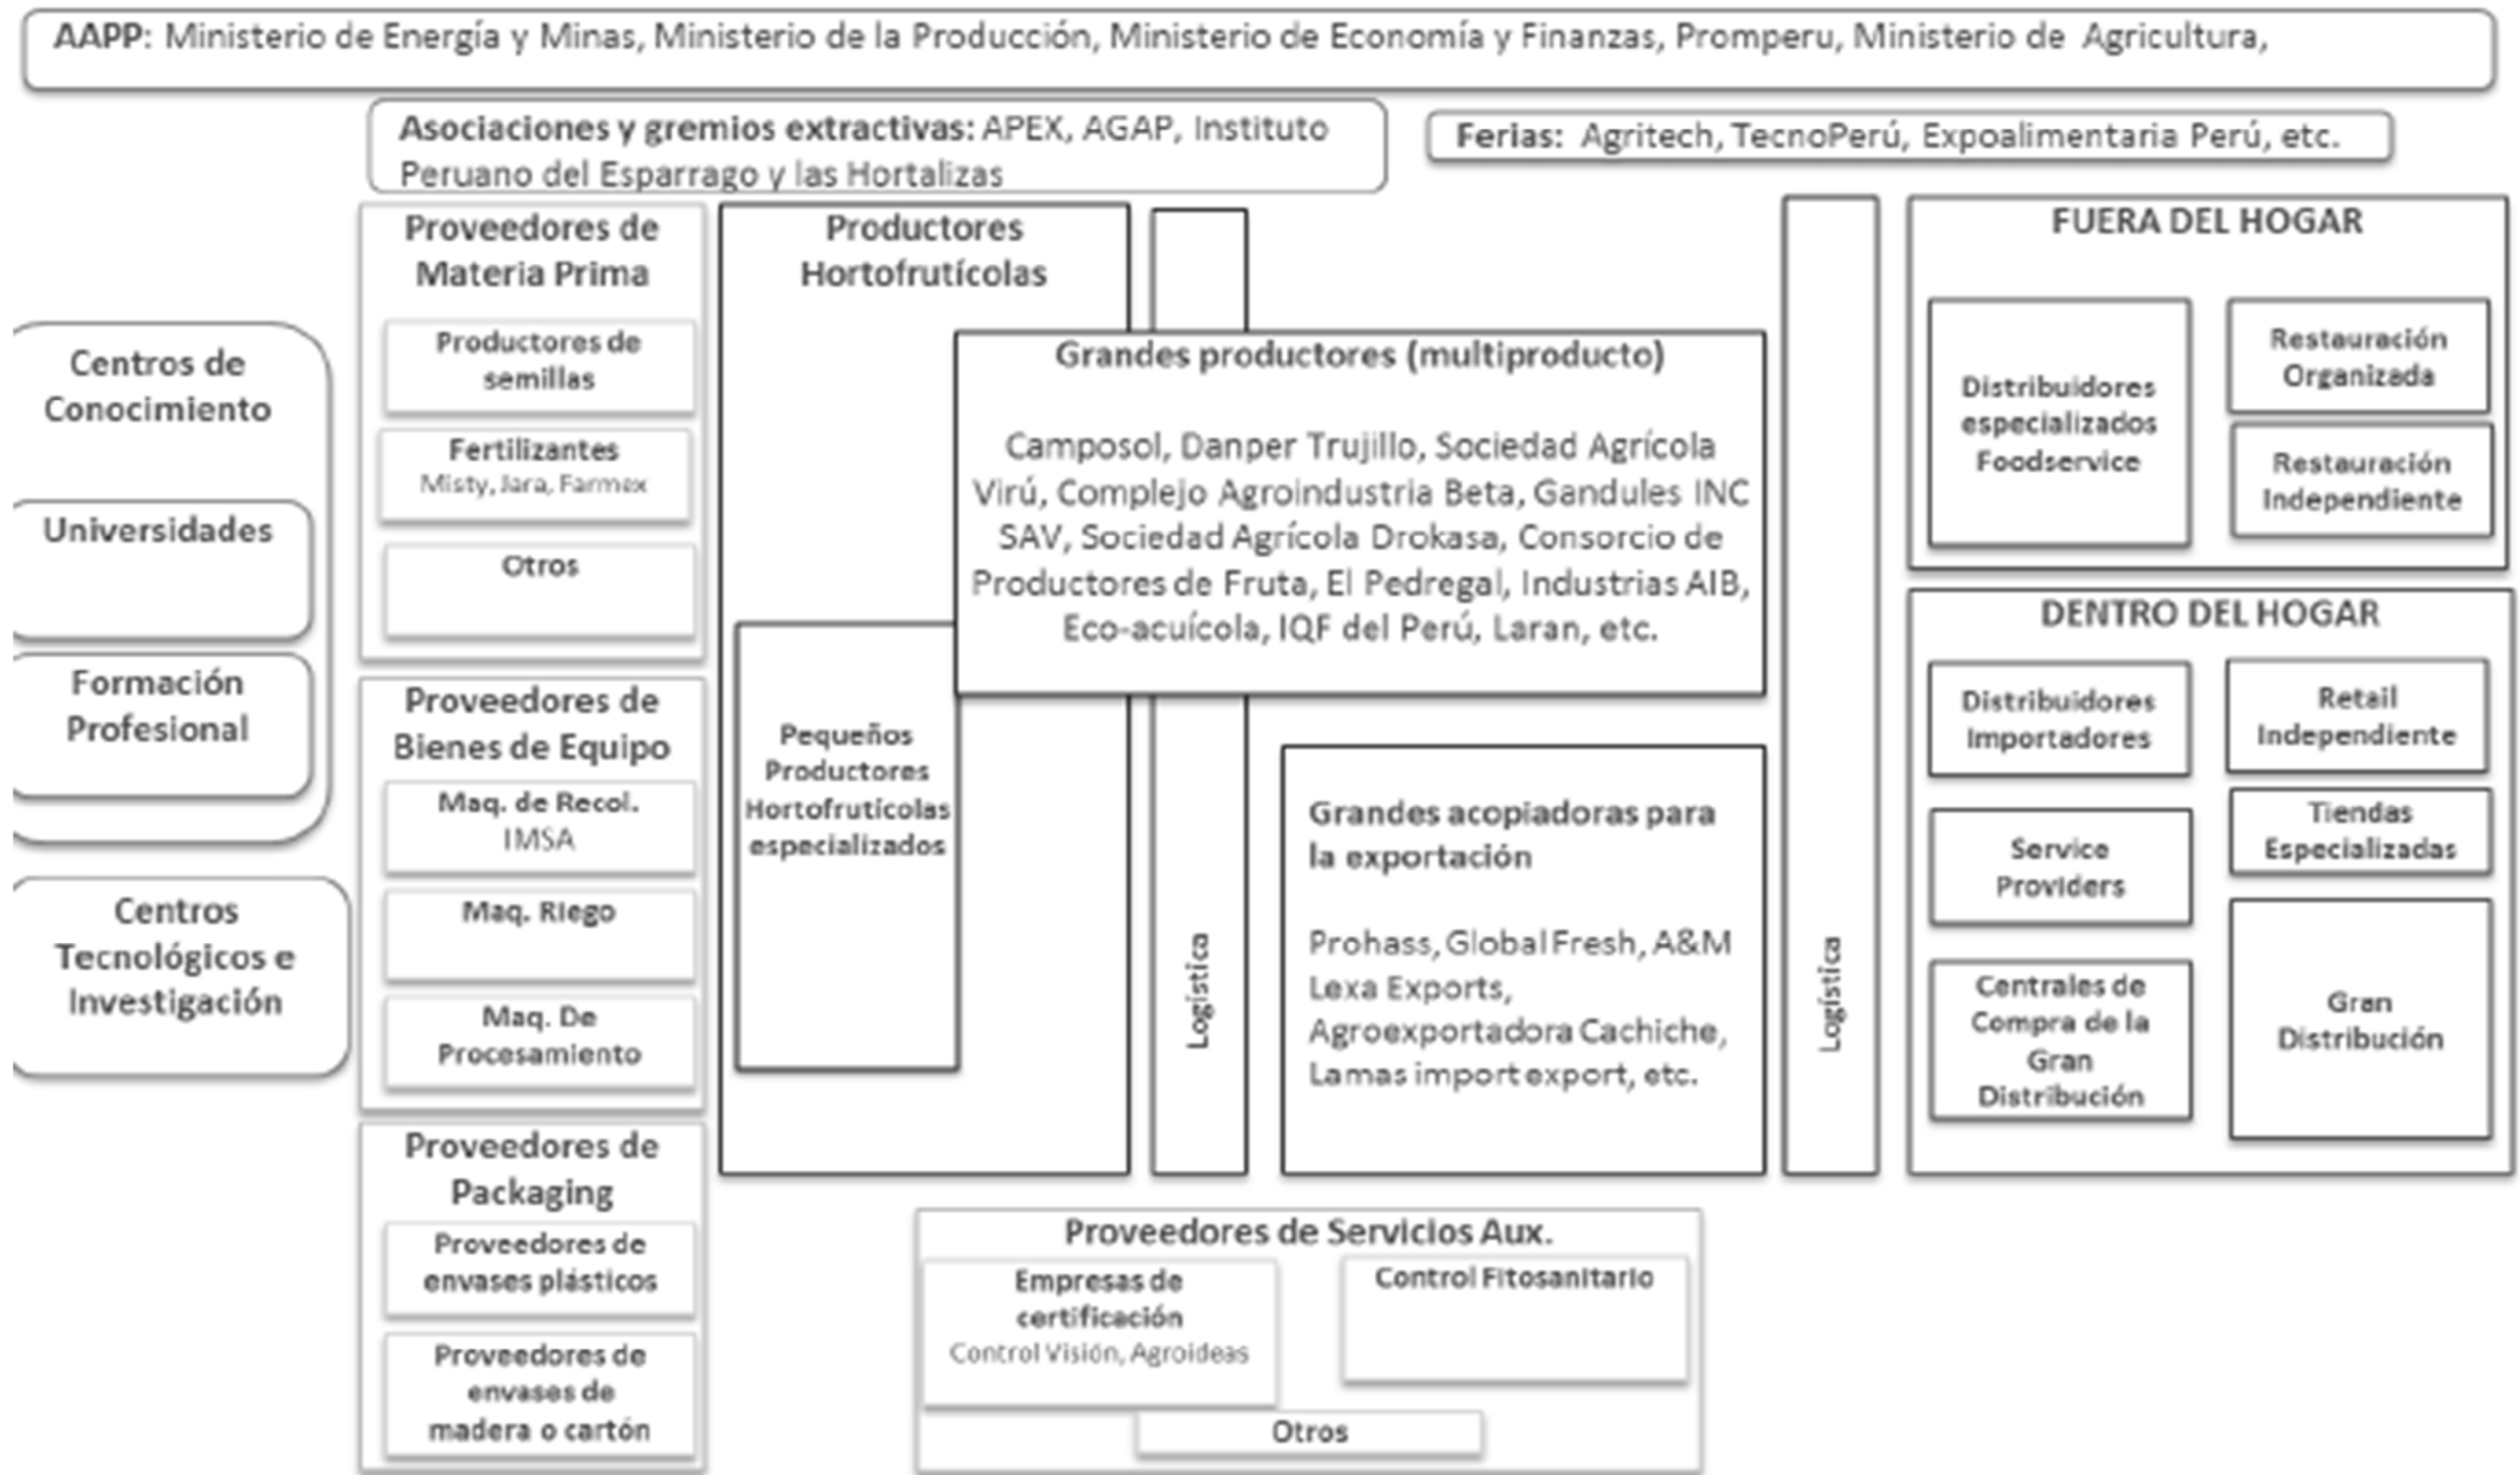 AAPP: Ministerio de Energía y Minas, Ministerio de la Producción, Ministerio de Economía y Finanzas, Promperu, Ministerio de Agricultura,
Asociaciones y gremios extractivas: APEX, AGAP, Instituto
Peruano del Esparrago y las Hortalizas
Ferias: Agritech, TecnoPerú, Expoalimentaria Perú, etc.
Centros de
Conocimiento
Universidades
Formación
Profesional
Centros
Tecnológicos e
Investigación
Proveedores de
Materia Prima
Productores de
semillas
Fertilizantes
Misty, Jara, Farmex
Otros
Proveedores de
Bienes de Equipo
Maq. de Recol.
IMSA
Maq. Riego
Maq. De
Procesamiento
Proveedores de
Packaging
Proveedores de
envases plásticos
Proveedores de
envases de
madera o cartón
Productores
Hortofrutícolas
Pequeños
Productores
Hortofrutícolas
especializados
Logística
Grandes productores (multiproducto)
Camposol, Danper Trujillo, Sociedad Agrícola
Virú, Complejo Agroindustria Beta, Gandules INC
SAV, Sociedad Agrícola Drokasa, Consorcio de
Productores de Fruta, El Pedregal, Industrias AIB,
Eco-acuícola, IQF del Perú, Laran, etc.
Grandes acopiadoras para
la exportación
Prohass, Global Fresh, A&M
Lexa Exports,
Agroexportadora Cachiche,
Lamas import export, etc.
Logística
FUERA DEL HOGAR
Distribuidores
especializados
Foodservice
Restauración
Organizada
Restauración
Independiente
DENTRO DEL HOGAR
Distribuidores
Importadores
Retail
Independiente
Service
Providers
Tiendas
Especializadas
Centrales de
Compra de la
Gran
Distribución
Gran
Distribución
Proveedores de Servicios Aux.
Empresas de
certificación
Control Visión, Agroideas
Control Fitosanitario
Otros